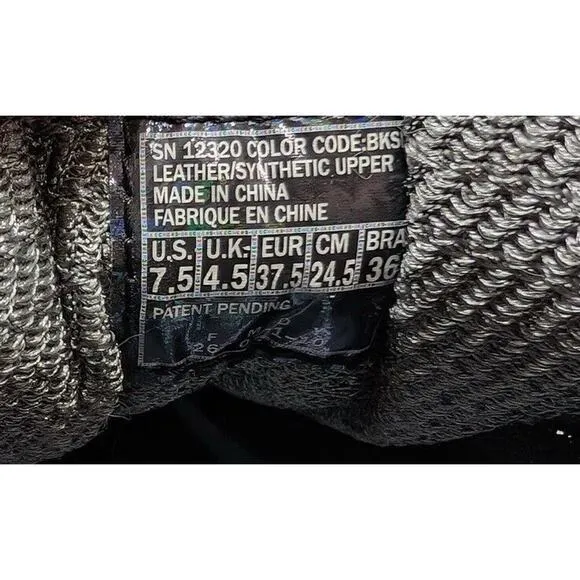 SN 12320 COLOR CODE:BKS
LEATHER/SYNTHETIC UPPER
MADE IN CHINA
FABRIQUE EN CHINE
U.S. U.K. EUR CM BRA
7.5 4.5 37.5 24.5 36
PATENT PENDING